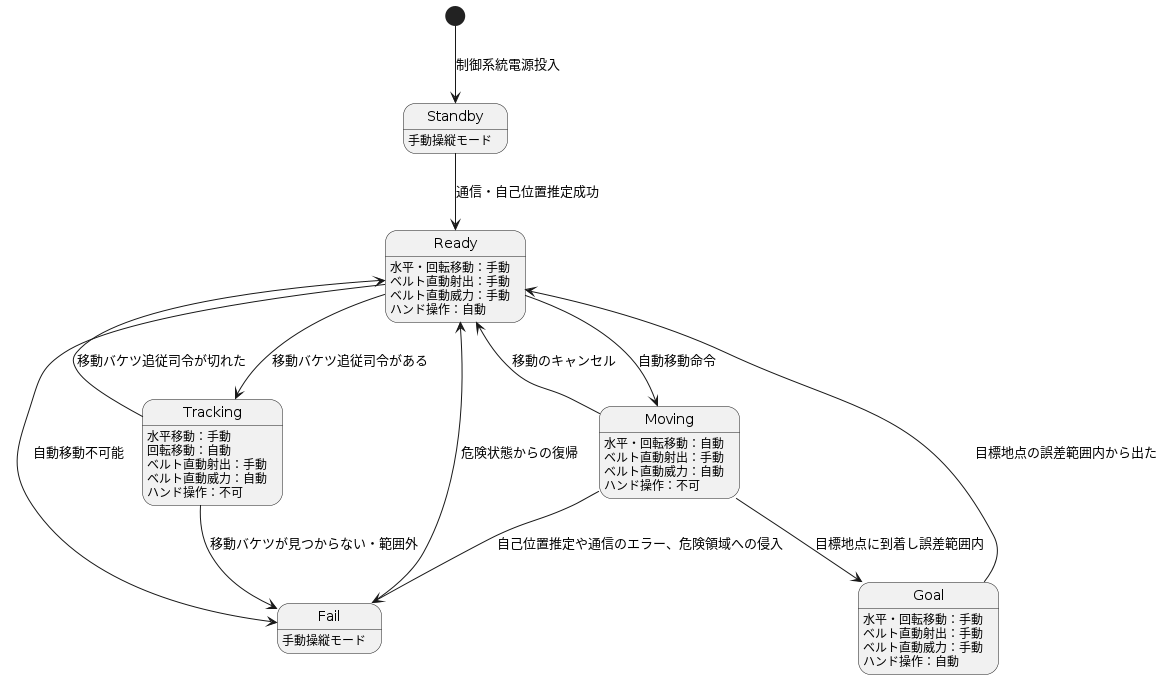 制御系統電源投入
Standby
手動操縦モード
通信・自己位置推定成功
Ready
水平・回転移動：手動
ベルト直動射出：手動
ベルト直動威力：手動
ハンド操作：自動
移動バケツ追従司令が切れた
移動バケツ追従司令がある
移動のキャンセル
自動移動命令
Tracking
水平移動：手動
回転移動：自動
ベルト直動射出：手動
ベルト直動威力：自動
ハンド操作：不可
Moving
水平・回転移動：自動
ベルト直動射出：手動
ベルト直動威力：自動
ハンド操作：不可
自動移動不可能
危険状態からの復帰
目標地点の誤差範囲内から出た
移動バケツが見つからない・範囲外
自己位置推定や通信のエラー、危険領域への侵入
目標地点に到着し誤差範囲内
Fail
手動操縦モード
Goal
水平・回転移動：手動
ベルト直動射出：手動
ベルト直動威力：手動
ハンド操作：自動